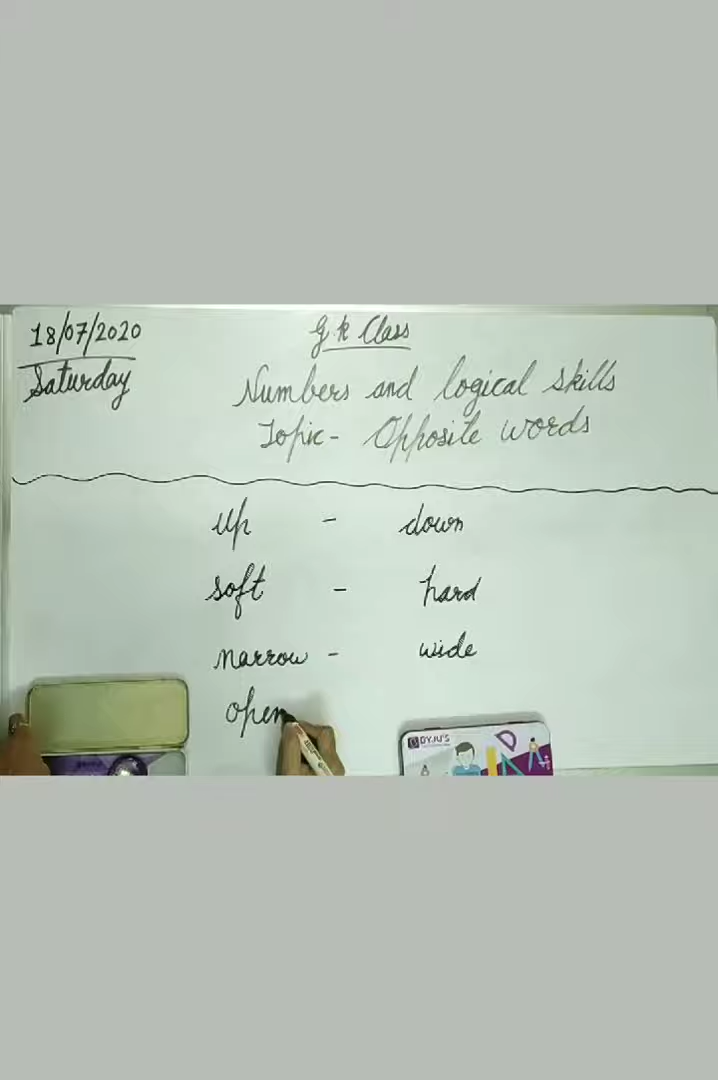 18/07/2020
Saturday
G.K Class
Numbers and logical skills
Topic- Opposite words
up - down
soft - hard
narrow - wide
open
BYJU'S